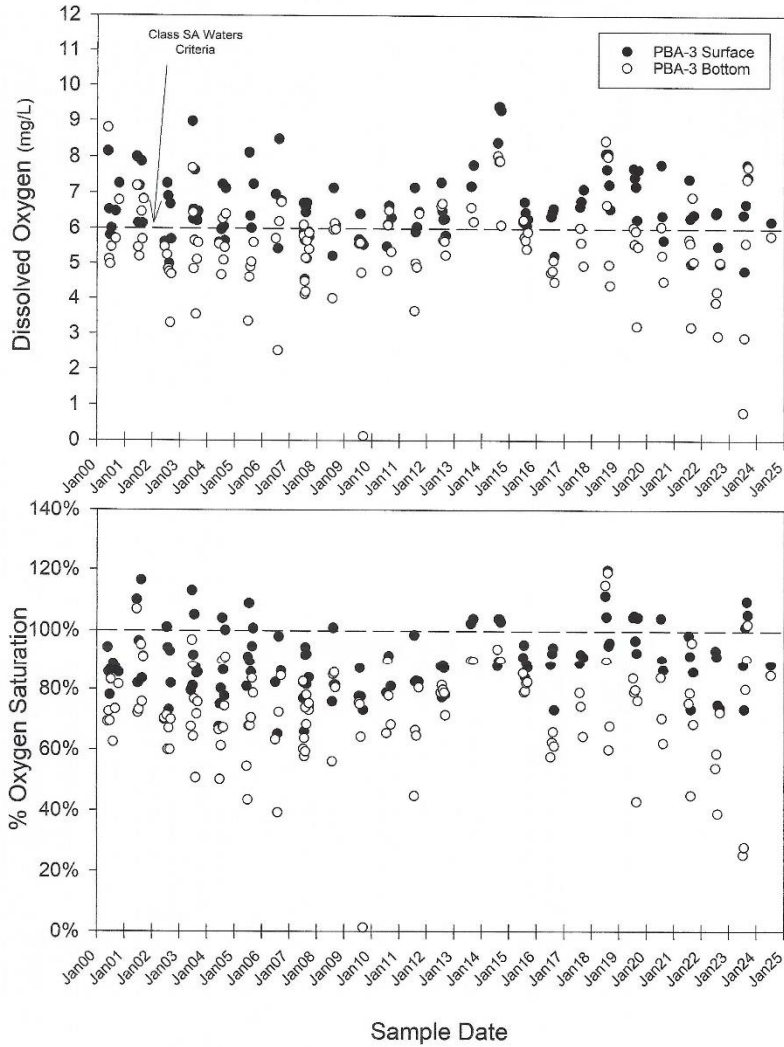 12
11
10
9
8
7
6
5
4
3
2
1
0
Dissolved Oxygen (mg/L)
Class SA Waters
Criteria
PBA-3 Surface
PBA-3 Bottom
Jan00
Jan01
Jan02
Jan03
Jan04
Jan05
Jan06
Jan07
Jan08
Jan09
Jan10
Jan11
Jan12
Jan13
Jan14
Jan15
Jan16
Jan17
Jan18
Jan19
Jan20
Jan21
Jan22
Jan23
Jan24
Jan25
140%
120%
100%
80%
60%
40%
20%
0%
% Oxygen Saturation
Jan00
Jan01
Jan02
Jan03
Jan04
Jan05
Jan06
Jan07
Jan08
Jan09
Jan10
Jan11
Jan12
Jan13
Jan14
Jan15
Jan16
Jan17
Jan18
Jan19
Jan20
Jan21
Jan22
Jan23
Jan24
Jan25
Sample Date